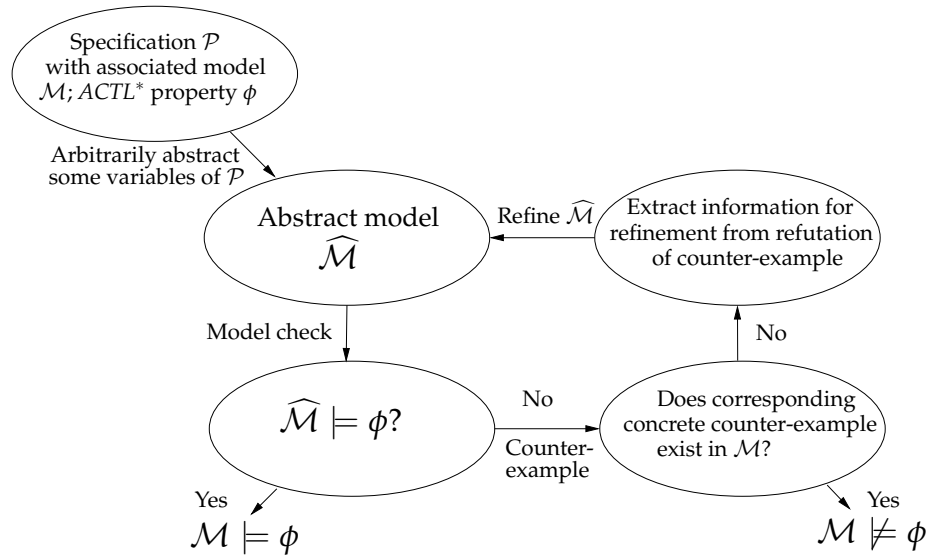 Specification 𝒫
with associated model
ℳ; ACTL* property ϕ
Arbitrarily abstract
some variables of 𝒫
Abstract model
ℳ̂
Refine ℳ̂
Extract information for
refinement from refutation
of counter-example
Model check
No
ℳ̂ ⊨ ϕ?
No
Counter-
example
Does corresponding
concrete counter-example
exist in ℳ?
Yes
ℳ ⊨ ϕ
Yes
ℳ ⊭ ϕ